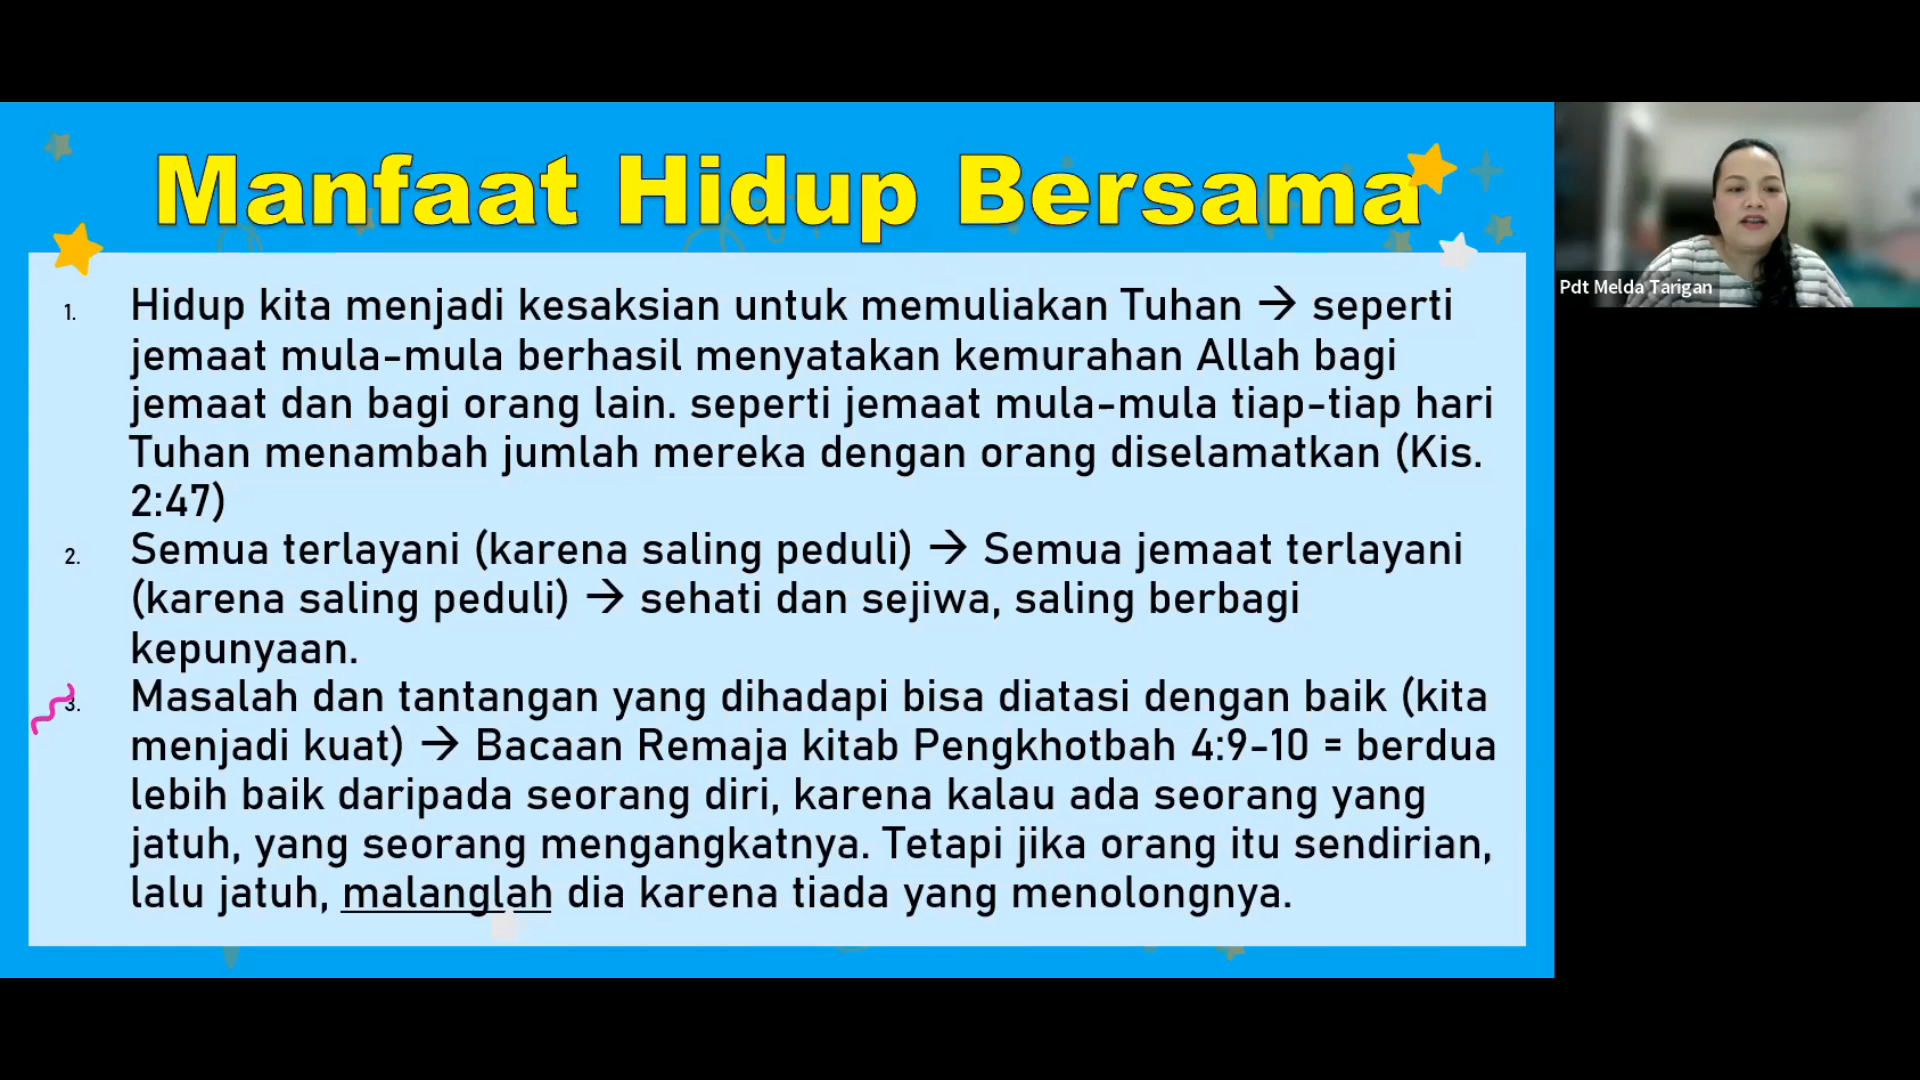 Manfaat Hidup Bersama
1. Hidup kita menjadi kesaksian untuk memuliakan Tuhan → seperti
jemaat mula-mula berhasil menyatakan kemurahan Allah bagi
jemaat dan bagi orang lain. seperti jemaat mula-mula tiap-tiap hari
Tuhan menambah jumlah mereka dengan orang diselamatkan (Kis.
2:47)
2. Semua terlayani (karena saling peduli) → Semua jemaat terlayani
(karena saling peduli) → sehati dan sejiwa, saling berbagi
kepunyaan.
3. Masalah dan tantangan yang dihadapi bisa diatasi dengan baik (kita
menjadi kuat) → Bacaan Remaja kitab Pengkhotbah 4:9-10 = berdua
lebih baik daripada seorang diri, karena kalau ada seorang yang
jatuh, yang seorang mengangkatnya. Tetapi jika orang itu sendirian,
lalu jatuh, malanglah dia karena tiada yang menolongnya.
Pdt Melda Tarigan